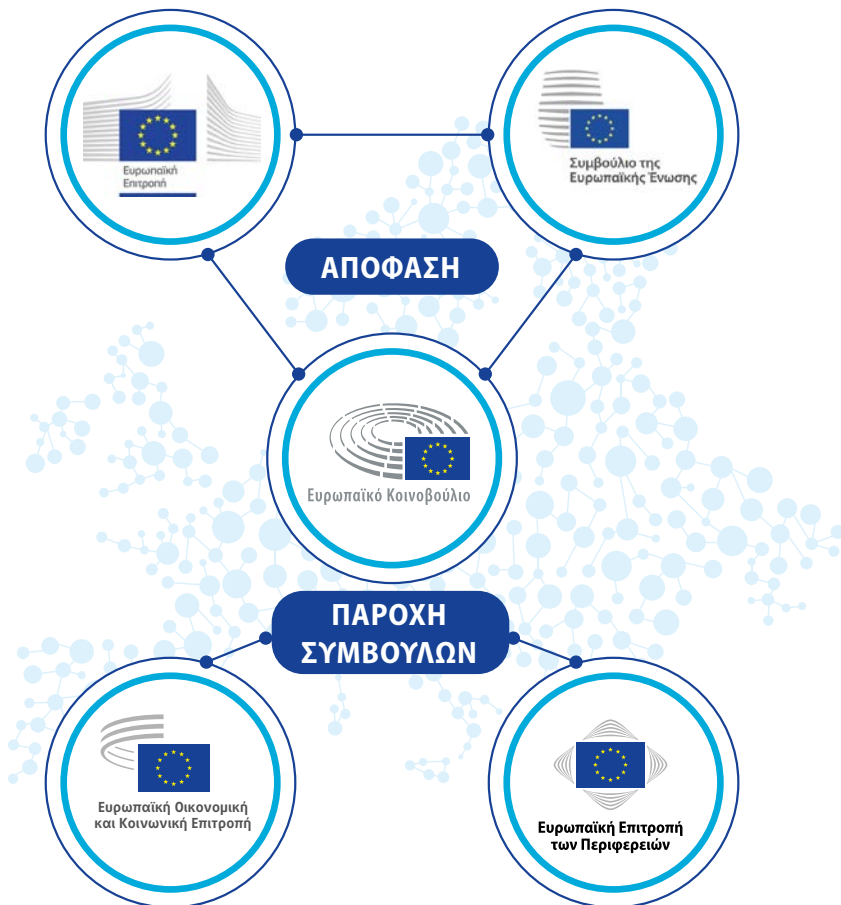 Ευρωπαϊκή
Επιτροπή
Συμβούλιο της
Ευρωπαϊκής Ένωσης
ΑΠΟΦΑΣΗ
Ευρωπαϊκό Κοινοβούλιο
ΠΑΡΟΧΗ
ΣΥΜΒΟΥΛΩΝ
Ευρωπαϊκή Οικονομική
και Κοινωνική Επιτροπή
Ευρωπαϊκή Επιτροπή
των Περιφερειών